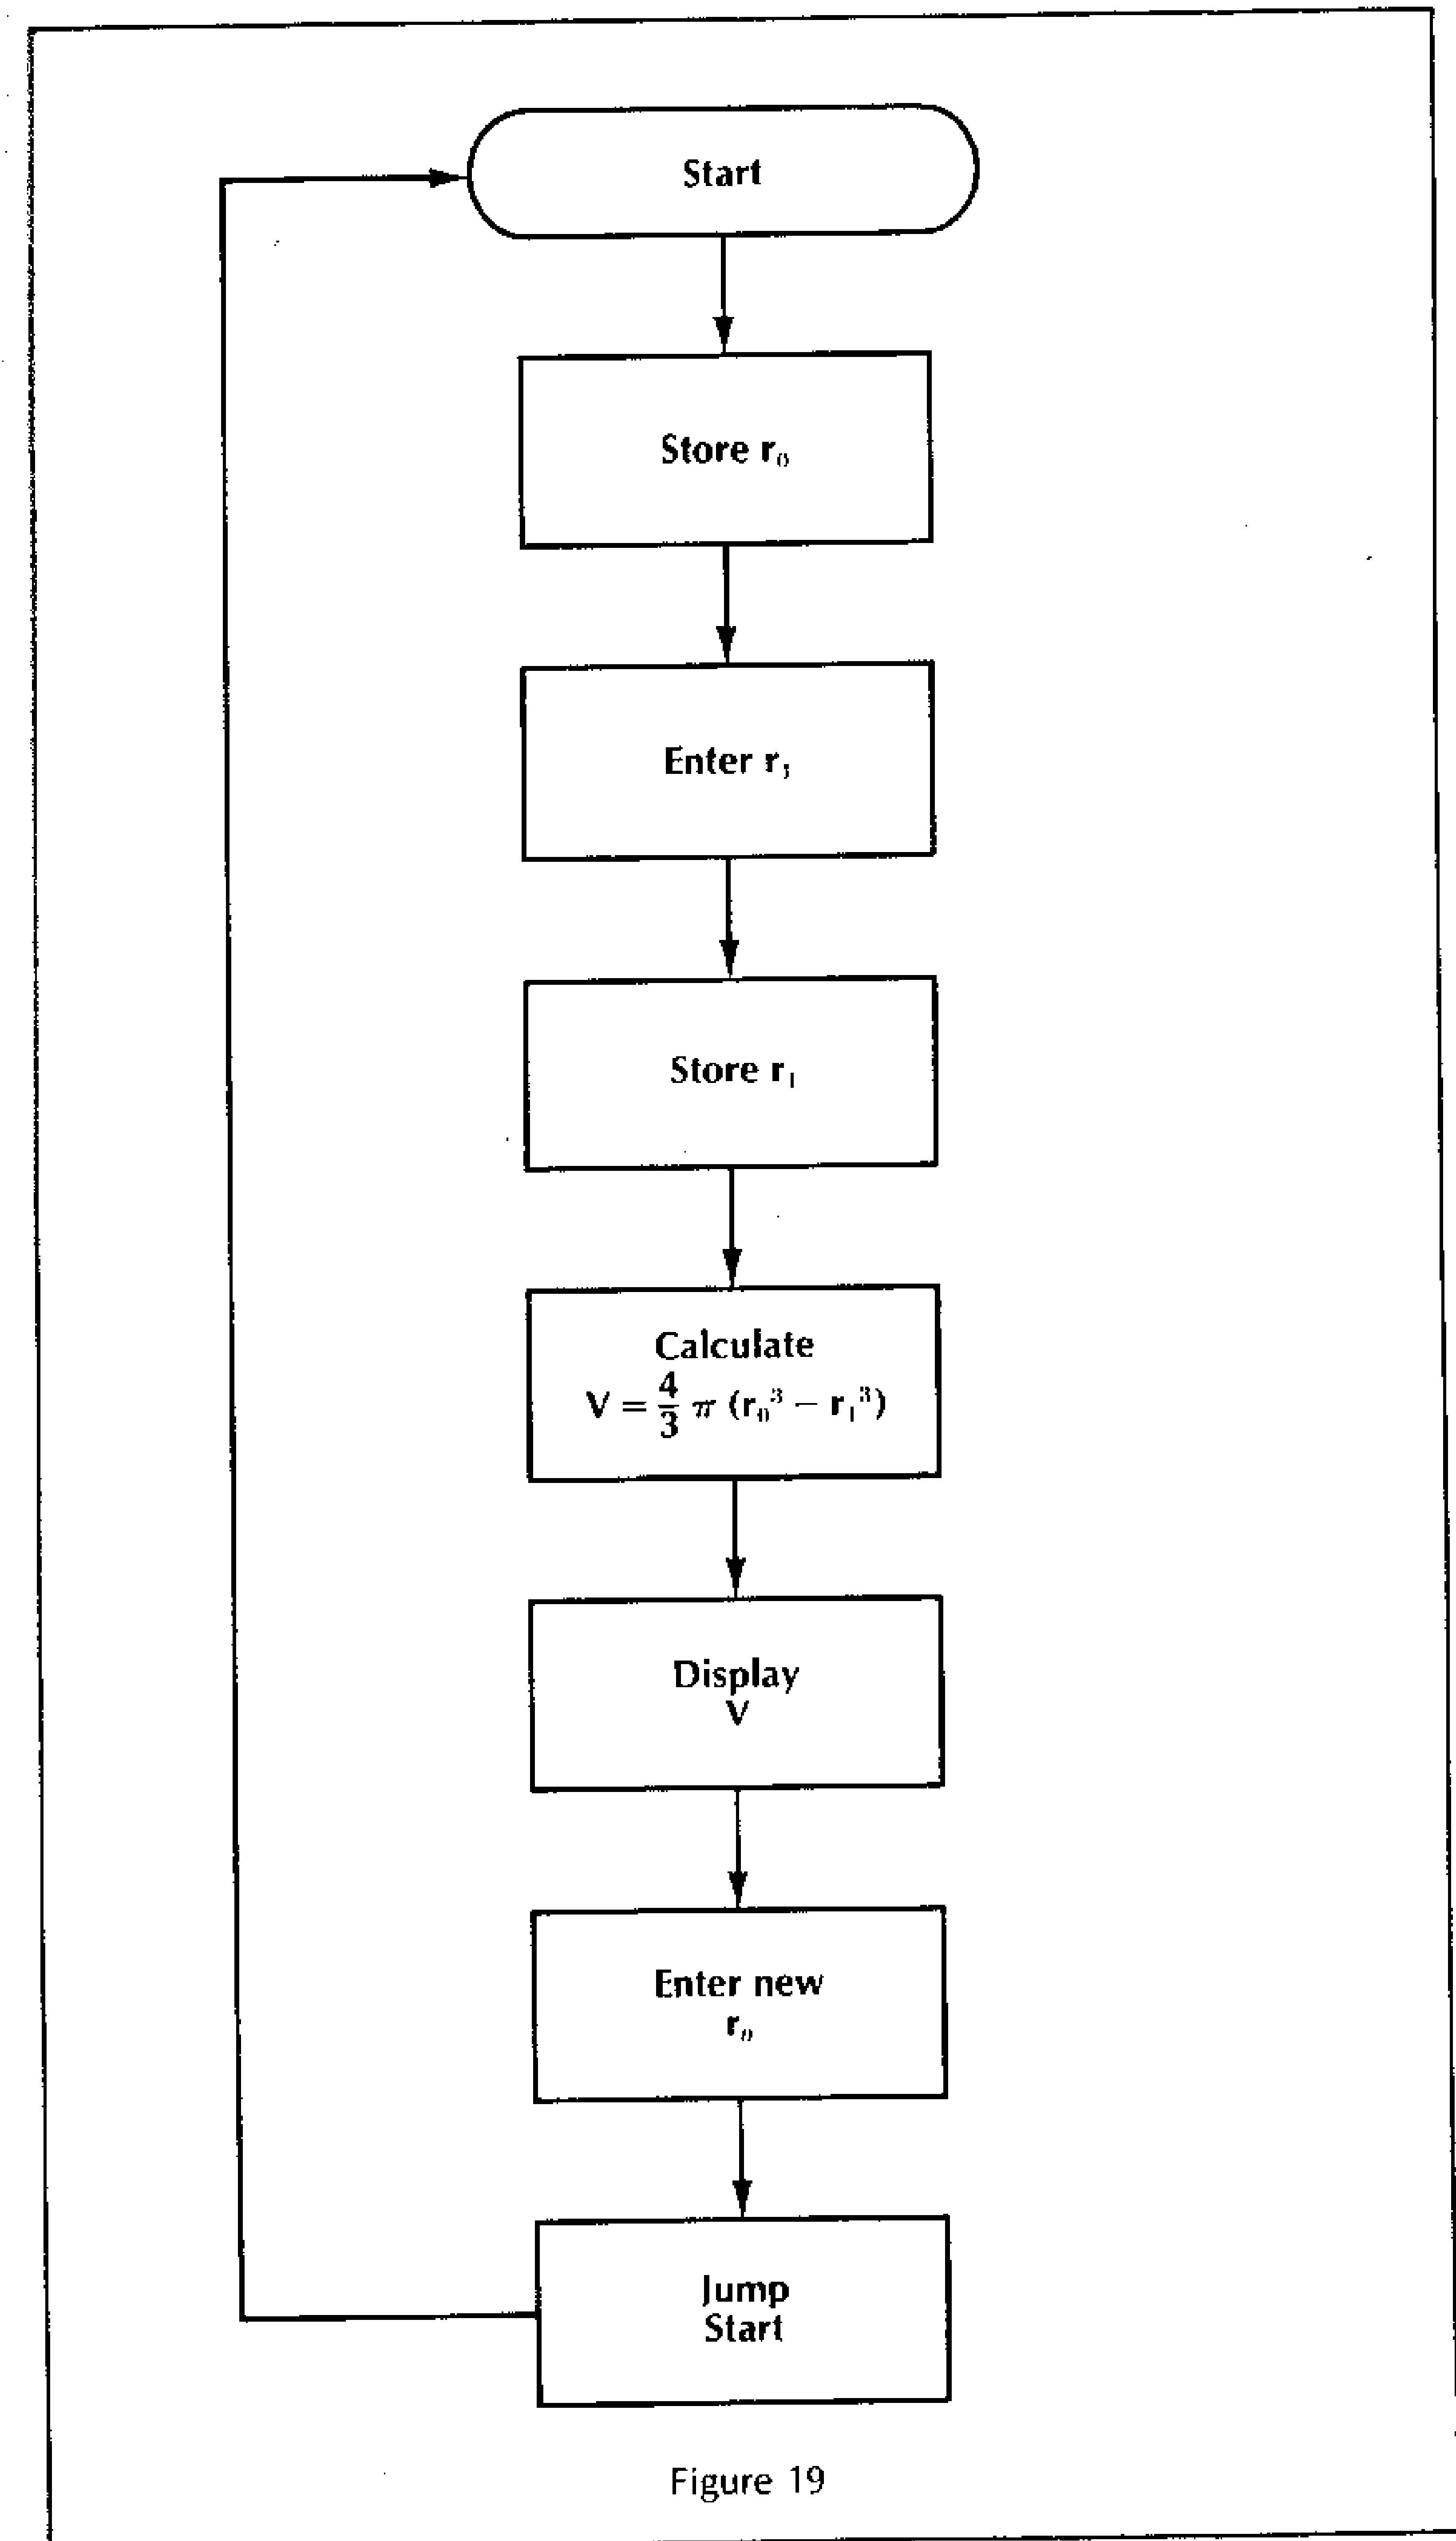 Start
Store r₀
Enter r₁
Store r₁
Calculate
V = 4/3 π (r₀³ − r₁³)
Display
V
Enter new
r₀
Jump
Start
Figure 19